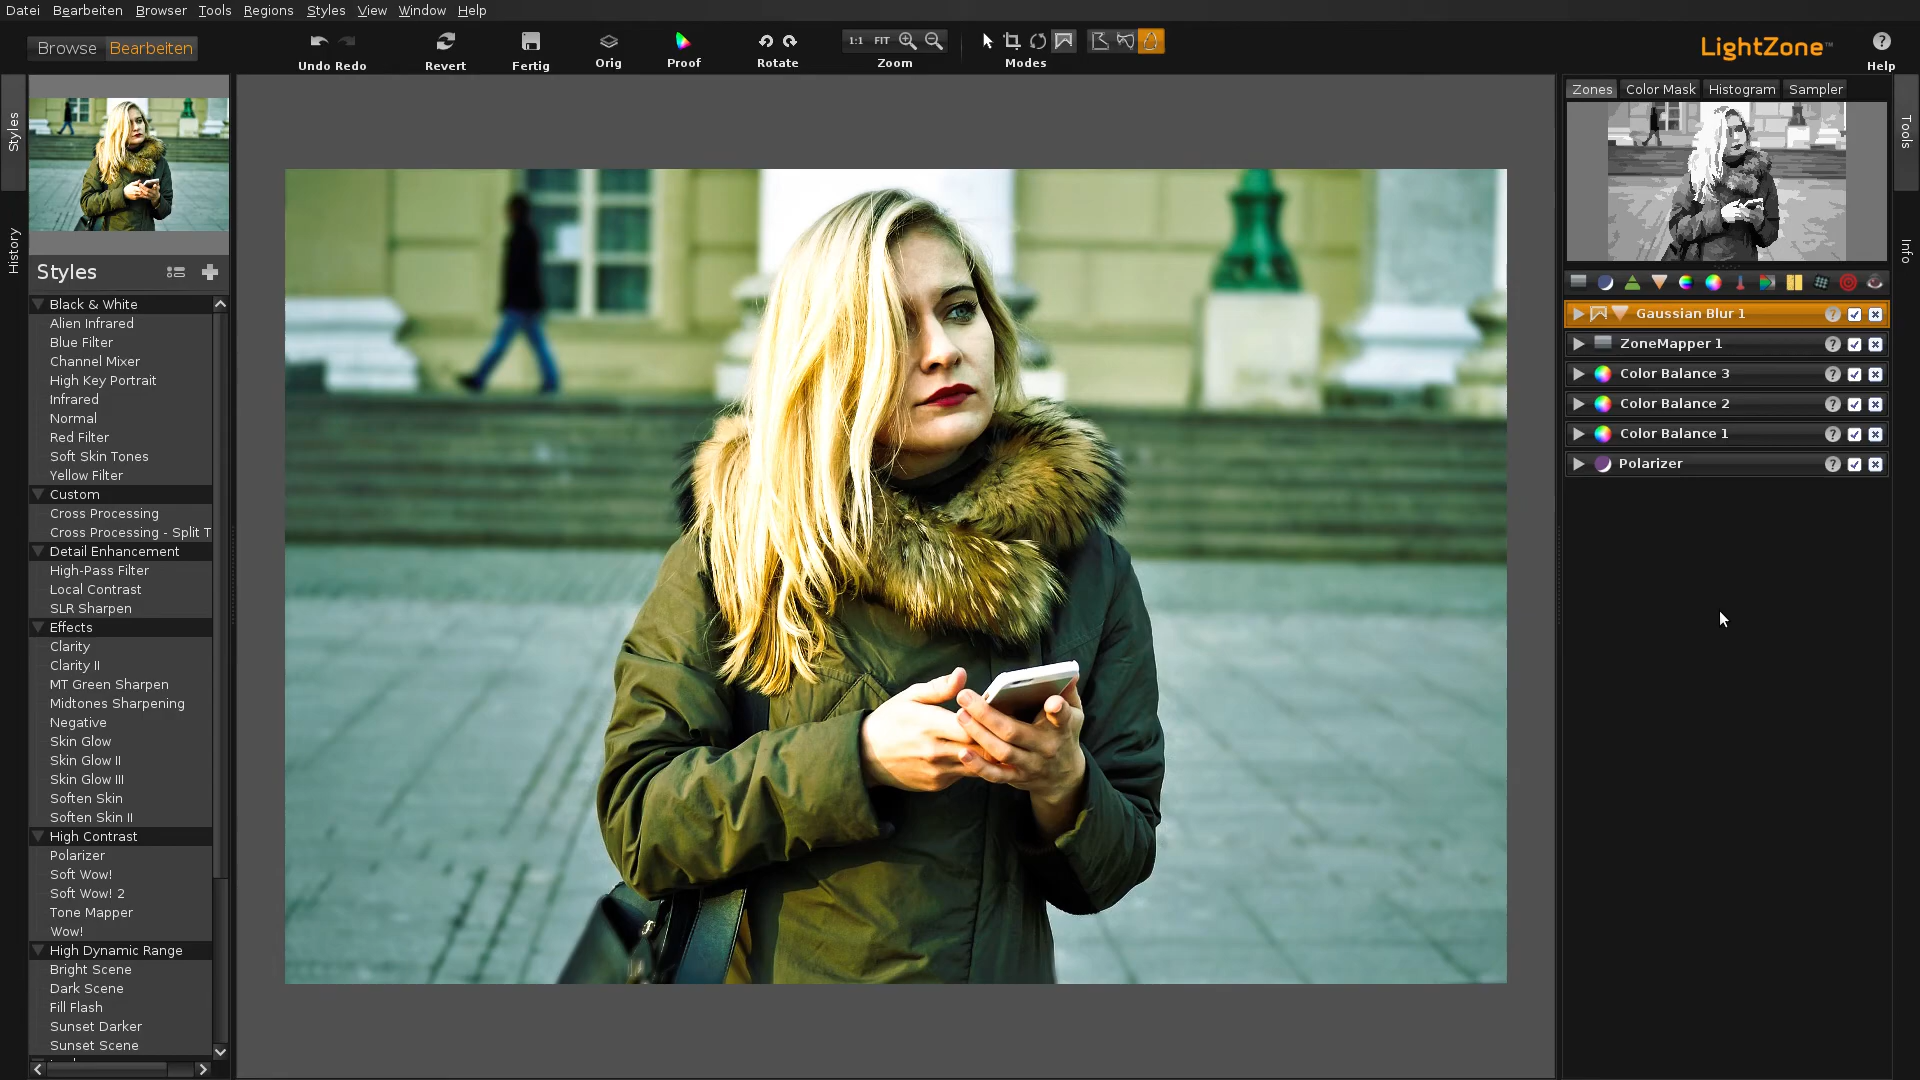 Datei Bearbeiten Browser Tools Regions Styles View Window Help
Browse Bearbeiten
Undo Redo Revert Fertig Orig Proof Rotate 1:1 FIT Zoom Modes
LightZone™
? Help
Styles
History
Styles
Black & White
Alien Infrared
Blue Filter
Channel Mixer
High Key Portrait
Infrared
Normal
Red Filter
Soft Skin Tones
Yellow Filter
Custom
Cross Processing
Cross Processing - Split T
Detail Enhancement
High-Pass Filter
Local Contrast
SLR Sharpen
Effects
Clarity
Clarity II
MT Green Sharpen
Midtones Sharpening
Negative
Skin Glow
Skin Glow II
Skin Glow III
Soften Skin
Soften Skin II
High Contrast
Polarizer
Soft Wow!
Soft Wow! 2
Tone Mapper
Wow!
High Dynamic Range
Bright Scene
Dark Scene
Fill Flash
Sunset Darker
Sunset Scene
Zones Color Mask Histogram Sampler
Tools
Info
Gaussian Blur 1 ?
ZoneMapper 1 ?
Color Balance 3 ?
Color Balance 2 ?
Color Balance 1 ?
Polarizer ?